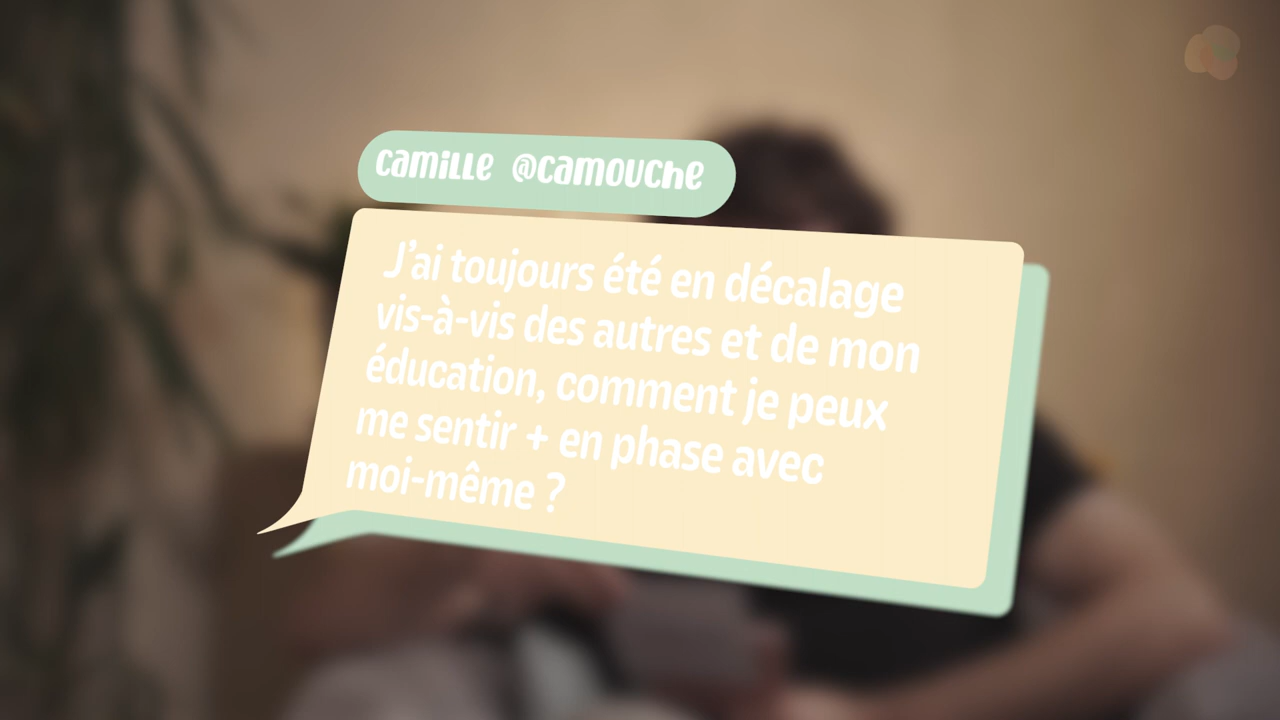 camille @camouche
J'ai toujours été en décalage
vis-à-vis des autres et de mon
éducation, comment je peux
me sentir + en phase avec
moi-même ?